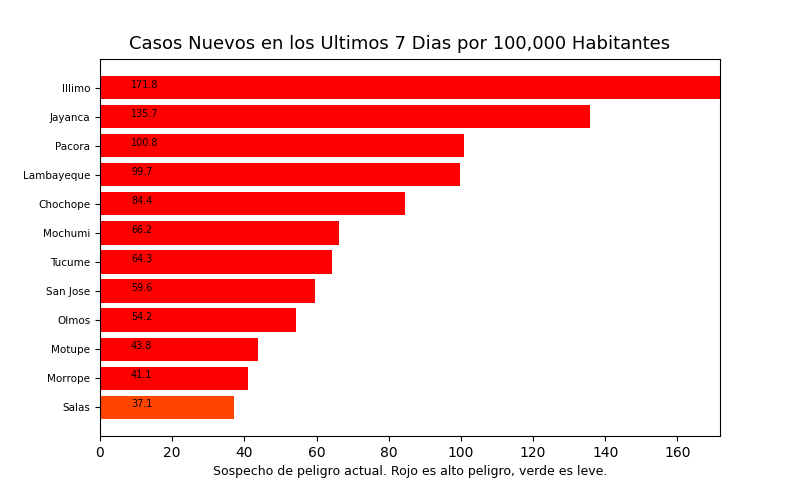 Casos Nuevos en los Ultimos 7 Dias por 100,000 Habitantes
Illimo 171.8
Jayanca 135.7
Pacora 100.8
Lambayeque 99.7
Chochope 84.4
Mochumi 66.2
Tucume 64.3
San Jose 59.6
Olmos 54.2
Motupe 43.8
Morrope 41.1
Salas 37.1
0 20 40 60 80 100 120 140 160
Sospecho de peligro actual. Rojo es alto peligro, verde es leve.